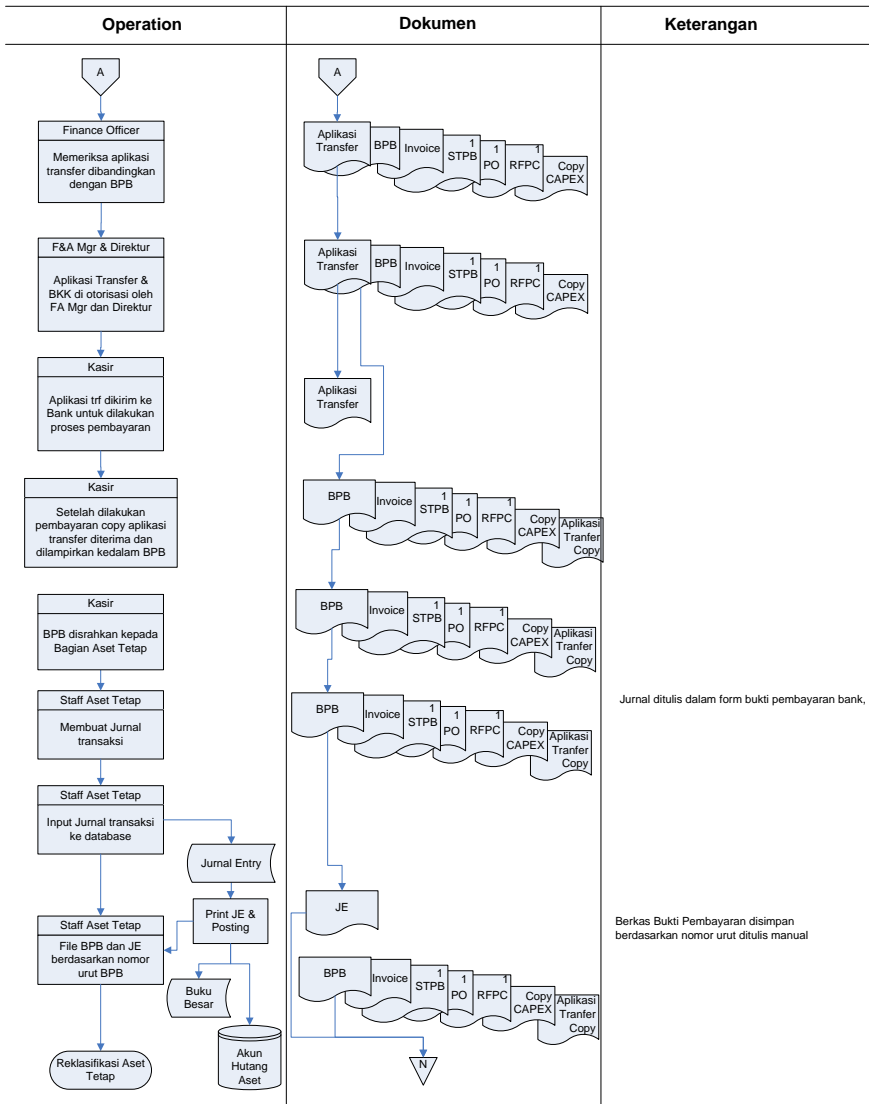 Operation
Dokumen
Keterangan
A
Finance Officer
Memeriksa aplikasi
transfer dibandingkan
dengan BPB
F&A Mgr & Direktur
Aplikasi Transfer &
BKK di otorisasi oleh
FA Mgr dan Direktur
Kasir
Aplikasi trf dikirim ke
Bank untuk dilakukan
proses pembayaran
Kasir
Setelah dilakukan
pembayaran copy aplikasi
transfer diterima dan
dilampirkan kedalam BPB
Kasir
BPB disrahkan kepada
Bagian Aset Tetap
Staff Aset Tetap
Membuat Jurnal
transaksi
Staff Aset Tetap
Input Jurnal transaksi
ke database
Jurnal Entry
Print JE &
Posting
Staff Aset Tetap
File BPB dan JE
berdasarkan nomor
urut BPB
Buku
Besar
Akun
Hutang
Aset
Reklasifikasi Aset
Tetap
A
Aplikasi
Transfer
BPB
Invoice
1
STPB
1
PO
1
RFPC
Copy
CAPEX
Aplikasi
Transfer
BPB
Invoice
1
STPB
1
PO
1
RFPC
Copy
CAPEX
Aplikasi
Transfer
BPB
Invoice
1
STPB
1
PO
1
RFPC
Copy
CAPEX
Aplikasi
Tranfer
Copy
BPB
Invoice
1
STPB
1
PO
1
RFPC
Copy
CAPEX
Aplikasi
Tranfer
Copy
BPB
Invoice
1
STPB
1
PO
1
RFPC
Copy
CAPEX
Aplikasi
Tranfer
Copy
JE
BPB
Invoice
1
STPB
1
PO
1
RFPC
Copy
CAPEX
Aplikasi
Tranfer
Copy
N
Jurnal ditulis dalam form bukti pembayaran bank,
Berkas Bukti Pembayaran disimpan
berdasarkan nomor urut ditulis manual